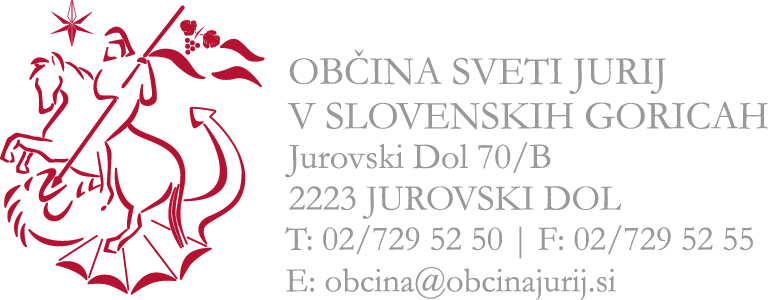 OBČINA SVETI JURIJ
V SLOVENSKIH GORICAH
Jurovski Dol 70/B
2223 JUROVSKI DOL
T: 02/729 52 50 | F: 02/729 52 55
E: obcina@obcinajurij.si